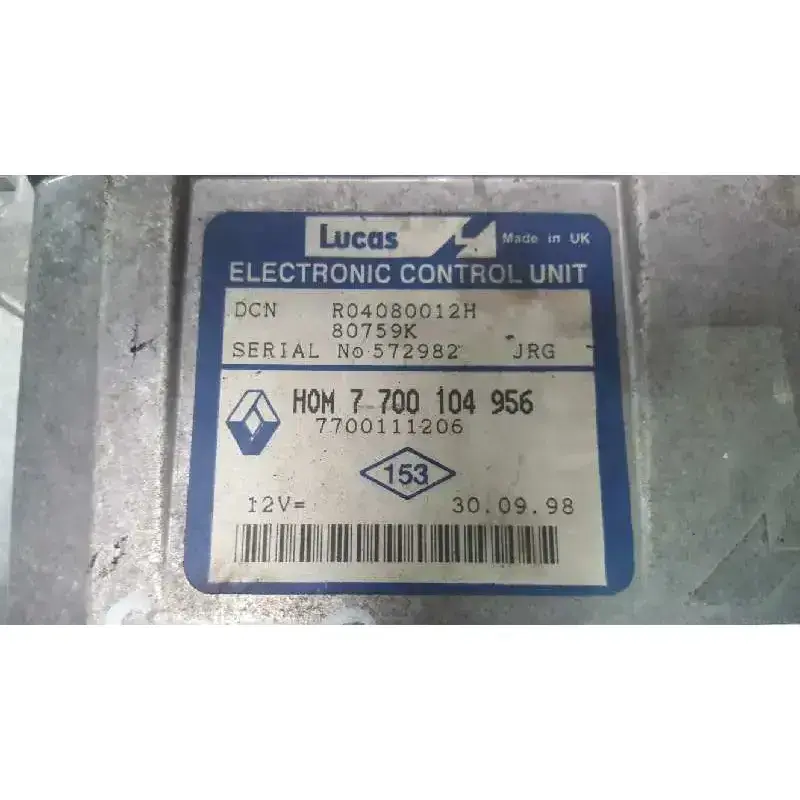 Lucas Made in UK
ELECTRONIC CONTROL UNIT
DCN R04080012H
80759K
SERIAL No 572982 JRG
HOM 7 700 104 956
7700111206
153
12V= 30.09.98